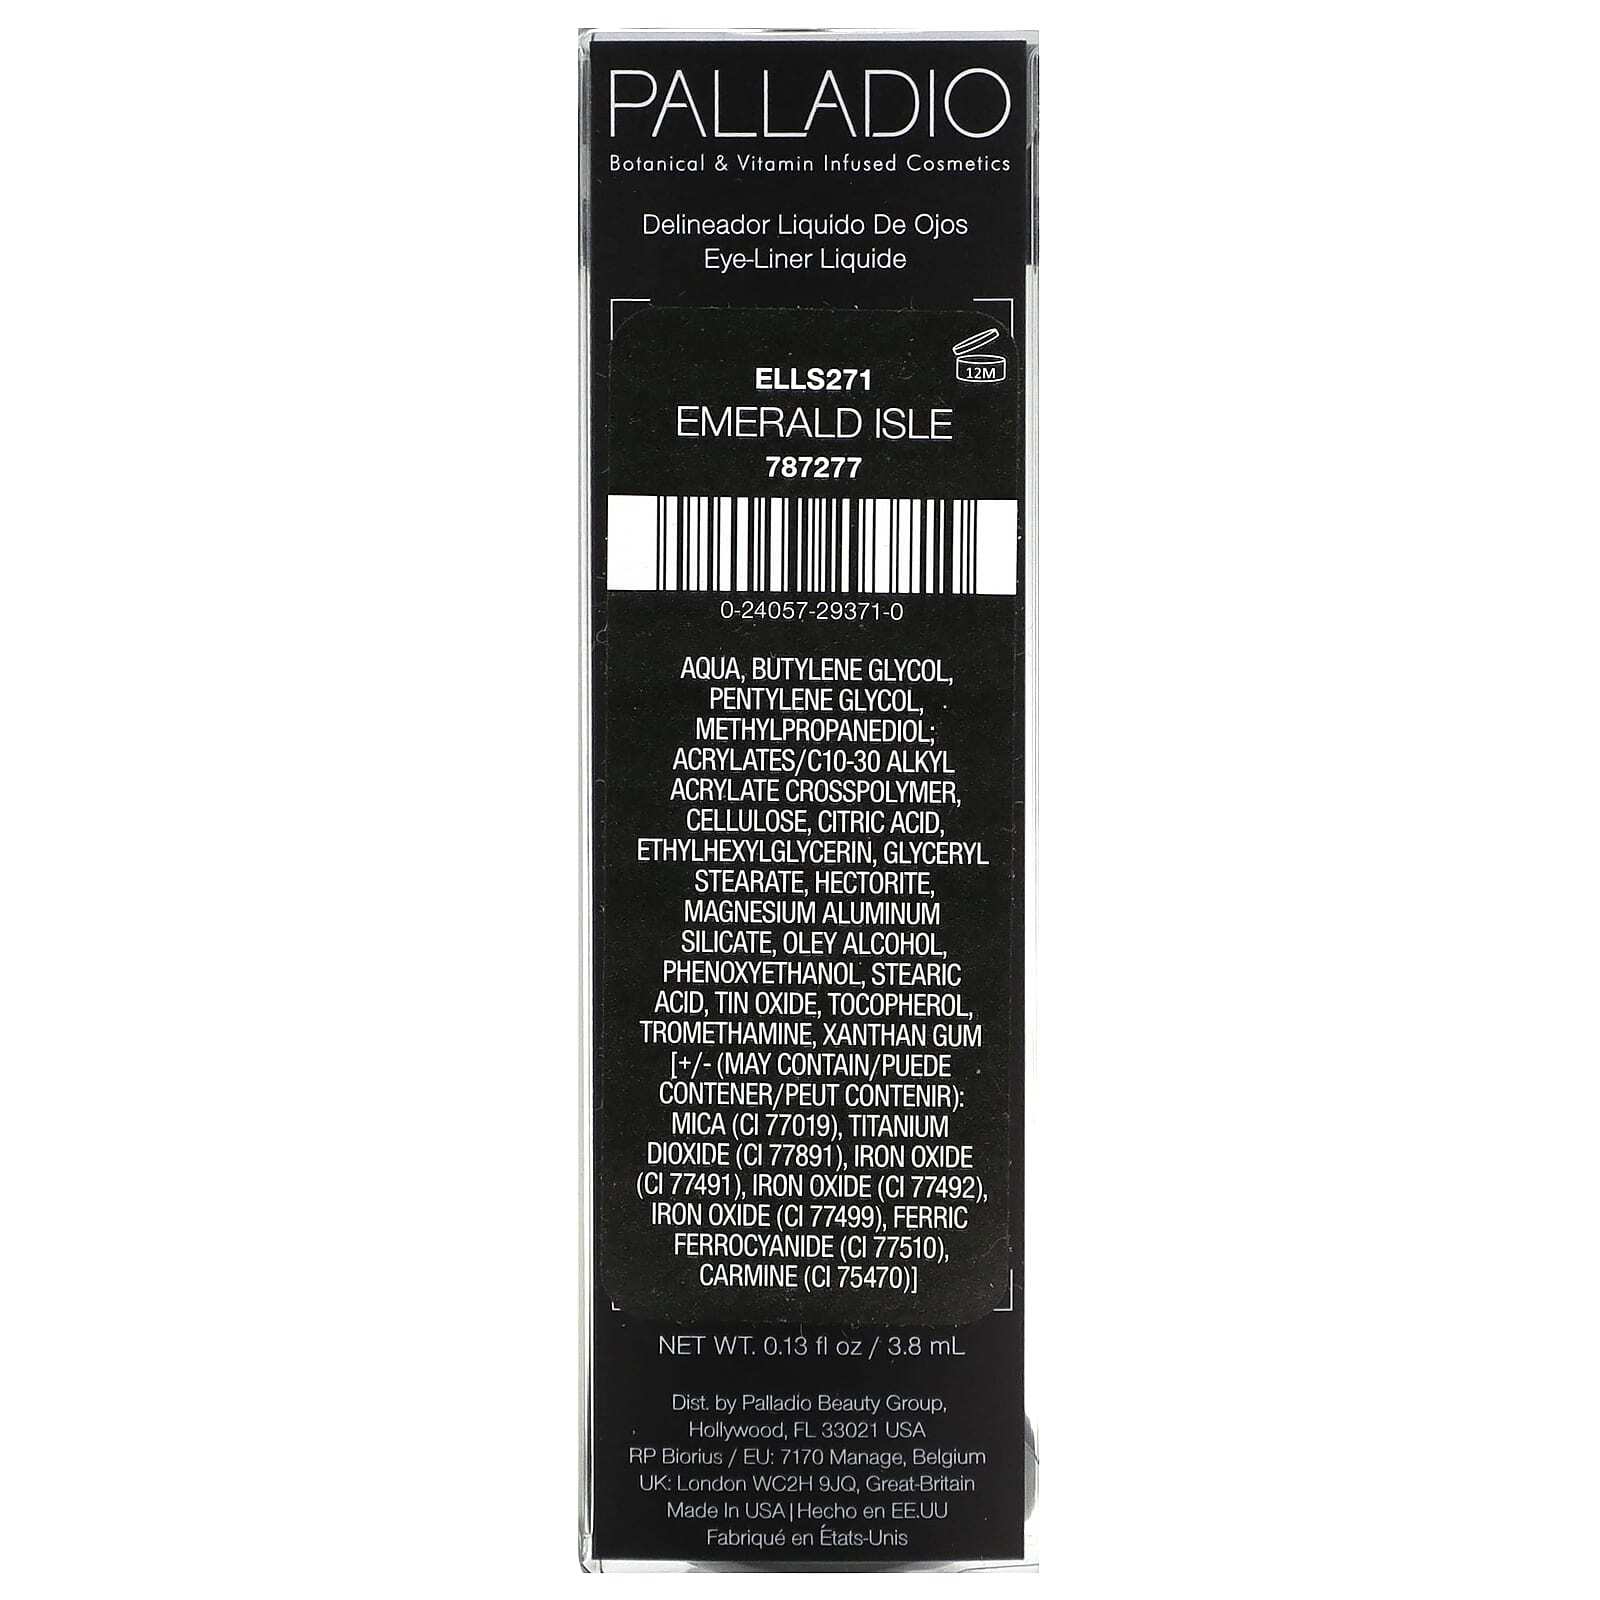 PALLADIO
Botanical & Vitamin Infused Cosmetics
Delineador Liquido De Ojos
Eye-Liner Liquide
12M
ELLS271
EMERALD ISLE
787277
0-24057-29371-0
AQUA, BUTYLENE GLYCOL,
PENTYLENE GLYCOL,
METHYLPROPANEDIOL;
ACRYLATES/C10-30 ALKYL
ACRYLATE CROSSPOLYMER,
CELLULOSE, CITRIC ACID,
ETHYLHEXYLGLYCERIN, GLYCERYL
STEARATE, HECTORITE,
MAGNESIUM ALUMINUM
SILICATE, OLEY ALCOHOL,
PHENOXYETHANOL, STEARIC
ACID, TIN OXIDE, TOCOPHEROL,
TROMETHAMINE, XANTHAN GUM
[+/- (MAY CONTAIN/PUEDE
CONTENER/PEUT CONTENIR):
MICA (CI 77019), TITANIUM
DIOXIDE (CI 77891), IRON OXIDE
(CI 77491), IRON OXIDE (CI 77492),
IRON OXIDE (CI 77499), FERRIC
FERROCYANIDE (CI 77510),
CARMINE (CI 75470)]
NET WT. 0.13 fl oz / 3.8 mL
Dist. by Palladio Beauty Group,
Hollywood, FL 33021 USA
RP Biorius / EU: 7170 Manage, Belgium
UK: London WC2H 9JQ, Great-Britain
Made In USA|Hecho en EE.UU
Fabriqué en États-Unis